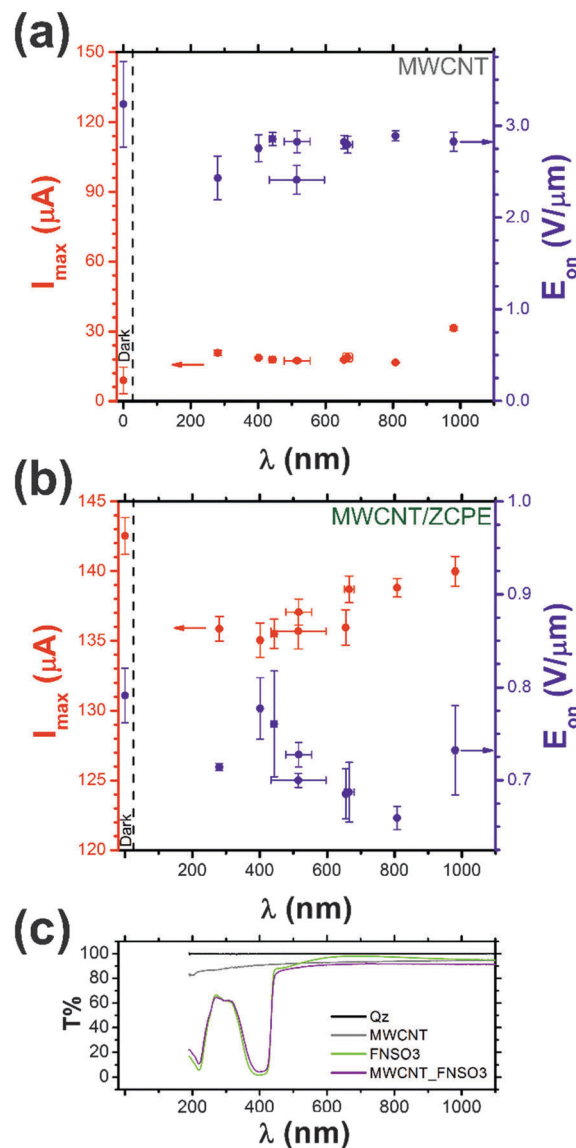 (a)
MWCNT
150
120
90
60
30
0
I_max (μA)
Dark
3.0
2.0
1.0
0.0
E_on (V/μm)
0 200 400 600 800 1000
λ (nm)
(b)
MWCNT/ZCPE
145
140
135
130
125
120
I_max (μA)
Dark
1.0
0.9
0.8
0.7
E_on (V/μm)
0 200 400 600 800 1000
λ (nm)
(c)
100
80
60
40
20
0
T%
Qz
MWCNT
FNSO3
MWCNT_FNSO3
200 400 600 800 1000
λ (nm)